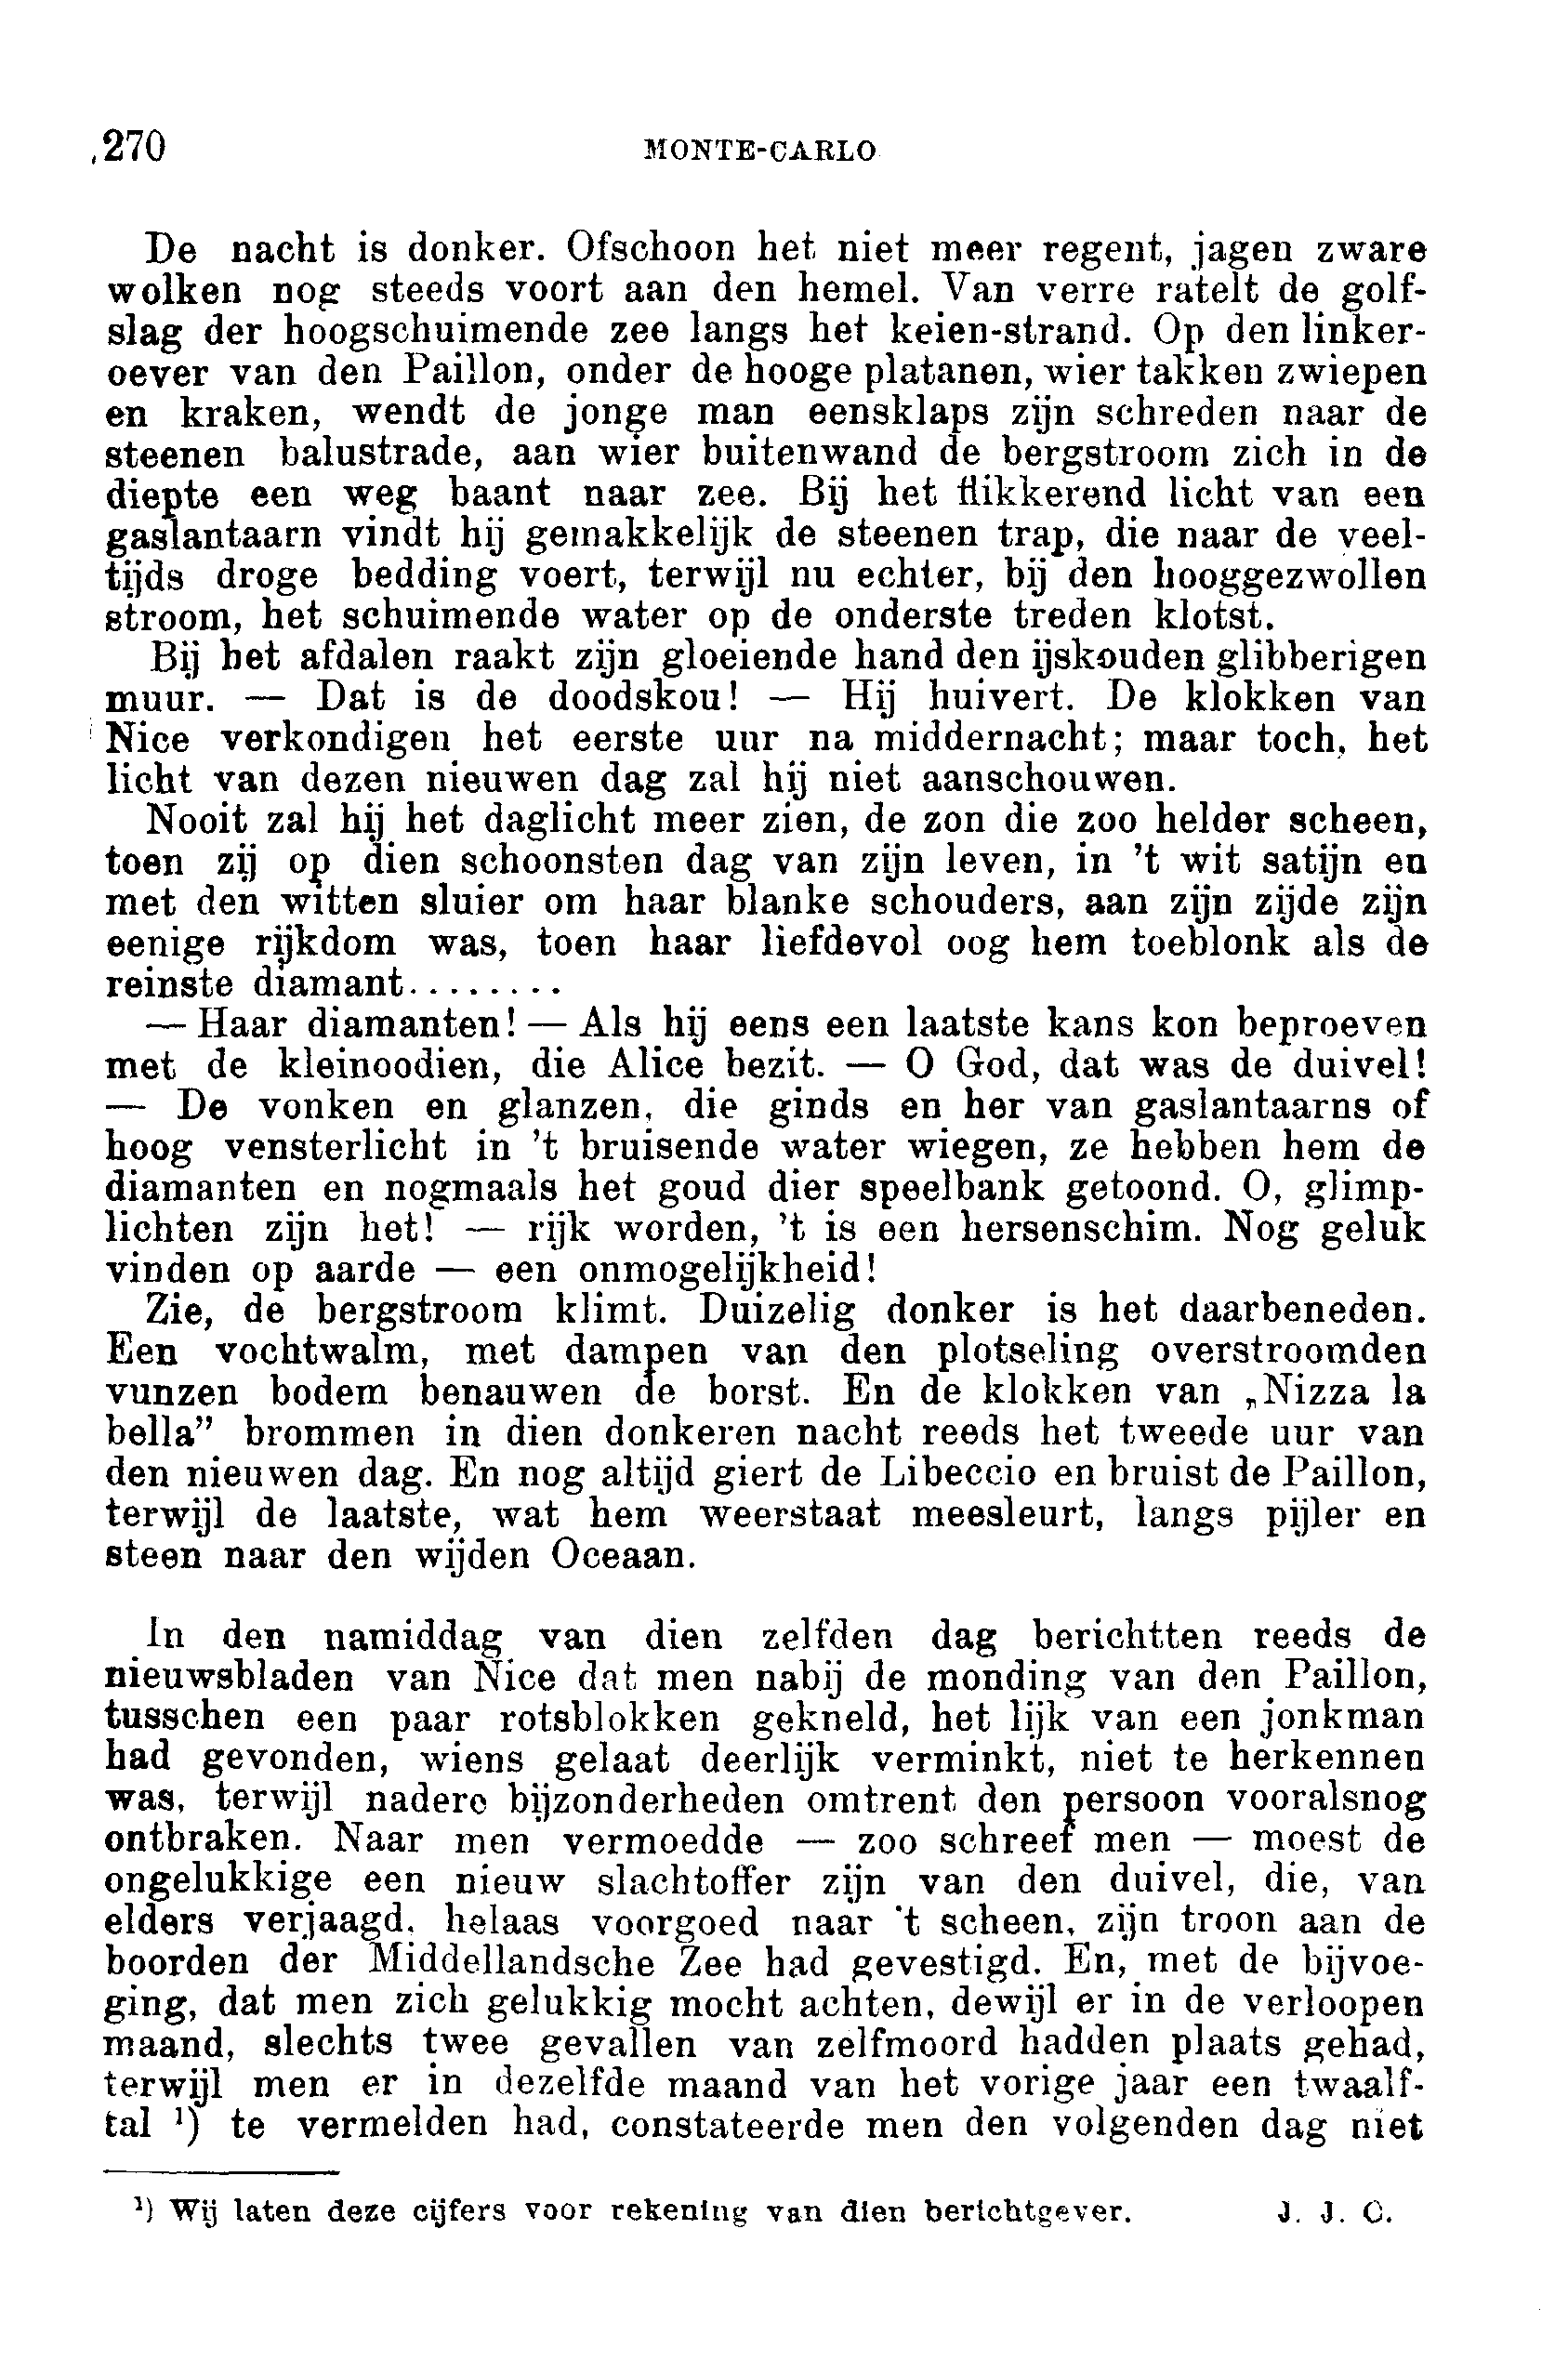 270
MONTE-CARLO
De nacht is donker. Ofschoon het niet meer regent, jagen zware
wolken nog steeds voort aan den hemel. Van verre ratelt de golf-
slag der hoogschuimende zee langs het keien-strand. Op den linker-
oever van den Paillon, onder de hooge platanen, wier takken zwiepen
en kraken, wendt de jonge man eensklaps zijn schreden naar de
steenen balustrade, aan wier buitenwand de bergstroom zich in de
diepte een weg baant naar zee. Bij het flikkerend licht van een
gaslantaarn vindt hij gemakkelijk de steenen trap, die naar de veel-
tijds droge bedding voert, terwijl nu echter, bij den hooggezwollen
stroom, het schuimende water op de onderste treden klotst.
Bij het afdalen raakt zijn gloeiende hand den ijskouden glibberigen
muur. — Dat is de doodskou! — Hij huivert. De klokken van
Nice verkondigen het eerste uur na middernacht; maar toch, het
licht van dezen nieuwen dag zal hij niet aanschouwen.
Nooit zal hij het daglicht meer zien, de zon die zoo helder scheen,
toen zij op dien schoonsten dag van zijn leven, in 't wit satijn en
met den witten sluier om haar blanke schouders, aan zijn zijde zijn
eenige rijkdom was, toen haar liefdevol oog hem toeblonk als de
reinste diamant........
— Haar diamanten! — Als hij eens een laatste kans kon beproeven
met de kleinoodien, die Alice bezit. — O God, dat was de duivel!
— De vonken en glanzen, die ginds en her van gaslantaarns of
hoog vensterlicht in 't bruisende water wiegen, ze hebben hem de
diamanten en nogmaals het goud dier speelbank getoond. O, glimp-
lichten zijn het! — rijk worden, 't is een hersenschim. Nog geluk
vinden op aarde — een onmogelijkheid!
Zie, de bergstroom klimt. Duizelig donker is het daarbeneden.
Een vochtwalm, met dampen van den plotseling overstroomden
vunzen bodem benauwen de borst. En de klokken van „Nizza la
bella” brommen in dien donkeren nacht reeds het tweede uur van
den nieuwen dag. En nog altijd giert de Libeccio en bruist de Paillon,
terwijl de laatste, wat hem weerstaat meesleurt, langs pijler en
steen naar den wijden Oceaan.
In den namiddag van dien zelfden dag berichtten reeds de
nieuwsbladen van Nice dat men nabij de monding van den Paillon,
tusschen een paar rotsblokken gekneld, het lijk van een jonkman
had gevonden, wiens gelaat deerlijk verminkt, niet te herkennen
was, terwijl nadere bijzonderheden omtrent den persoon vooralsnog
ontbraken. Naar men vermoedde — zoo schreef men — moest de
ongelukkige een nieuw slachtoffer zijn van den duivel, die, van
elders verjaagd, helaas voorgoed naar 't scheen, zijn troon aan de
boorden der Middellandsche Zee had gevestigd. En, met de bijvoe-
ging, dat men zich gelukkig mocht achten, dewijl er in de verloopen
maand, slechts twee gevallen van zelfmoord hadden plaats gehad,
terwijl men er in dezelfde maand van het vorige jaar een twaalf-
tal ¹) te vermelden had, constateerde men den volgenden dag niet
¹) Wij laten deze cijfers voor rekening van dien berichtgever. J. J. C.